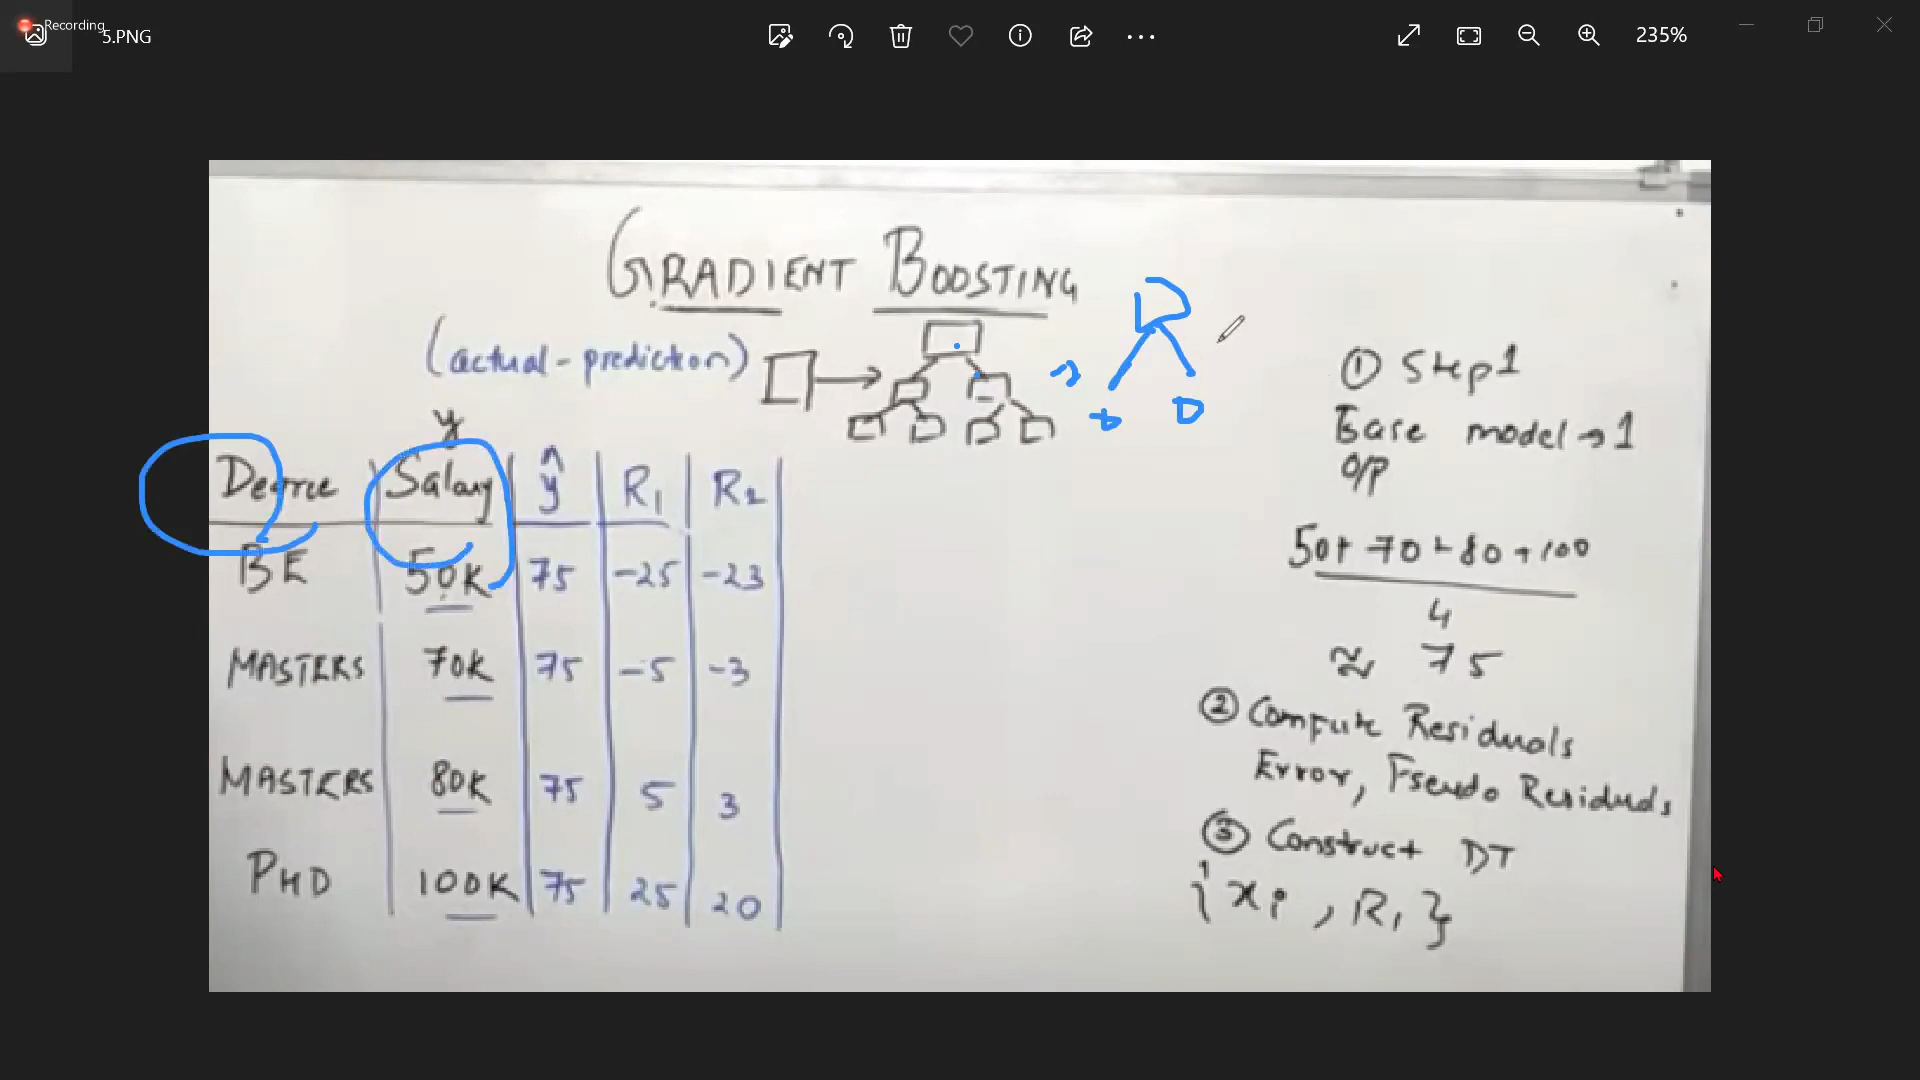 Recording
5.PNG
235%
GRADIENT BOOSTING
(actual - prediction)
y
Degree Salary ŷ R1 R2
BE 50K 75 -25 -23
MASTERS 70K 75 -5 -3
MASTERS 80K 75 5 3
PHD 100K 75 25 20
① Step1
Base model → 1
O/P
50+70+80+100
4
≈ 75
② Compute Residuals
Error, Pseudo Residuals
③ Construct DT
{xi, R1}